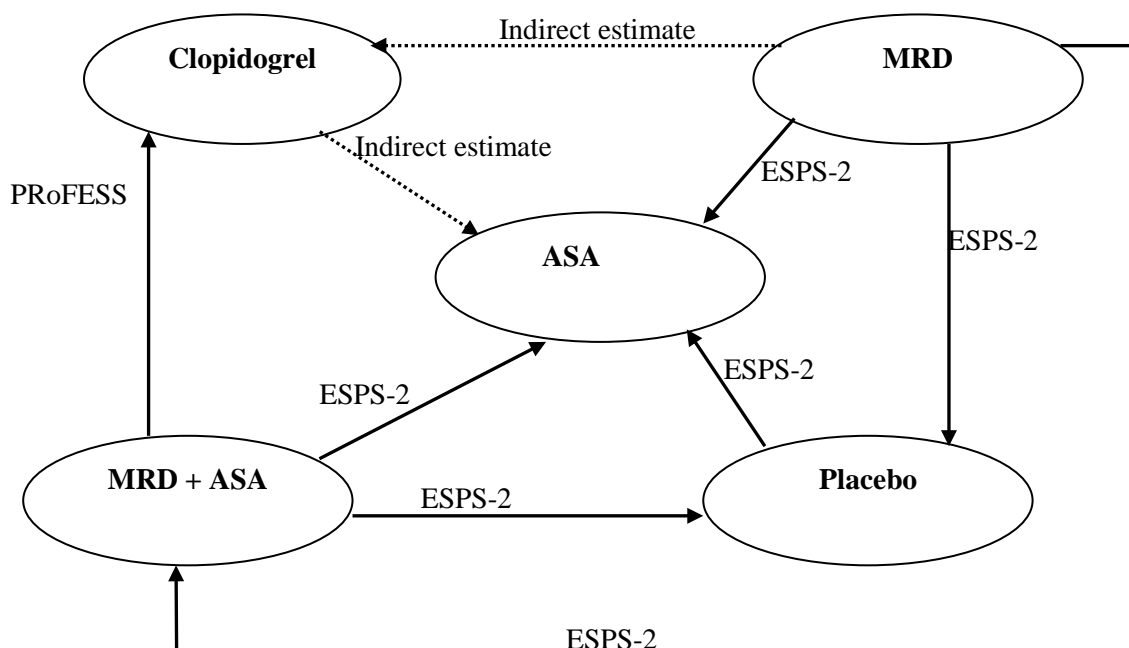 Indirect estimate
Clopidogrel
MRD
Indirect estimate
ESPS-2
PRoFESS
ESPS-2
ASA
ESPS-2
ESPS-2
MRD + ASA
Placebo
ESPS-2
ESPS-2